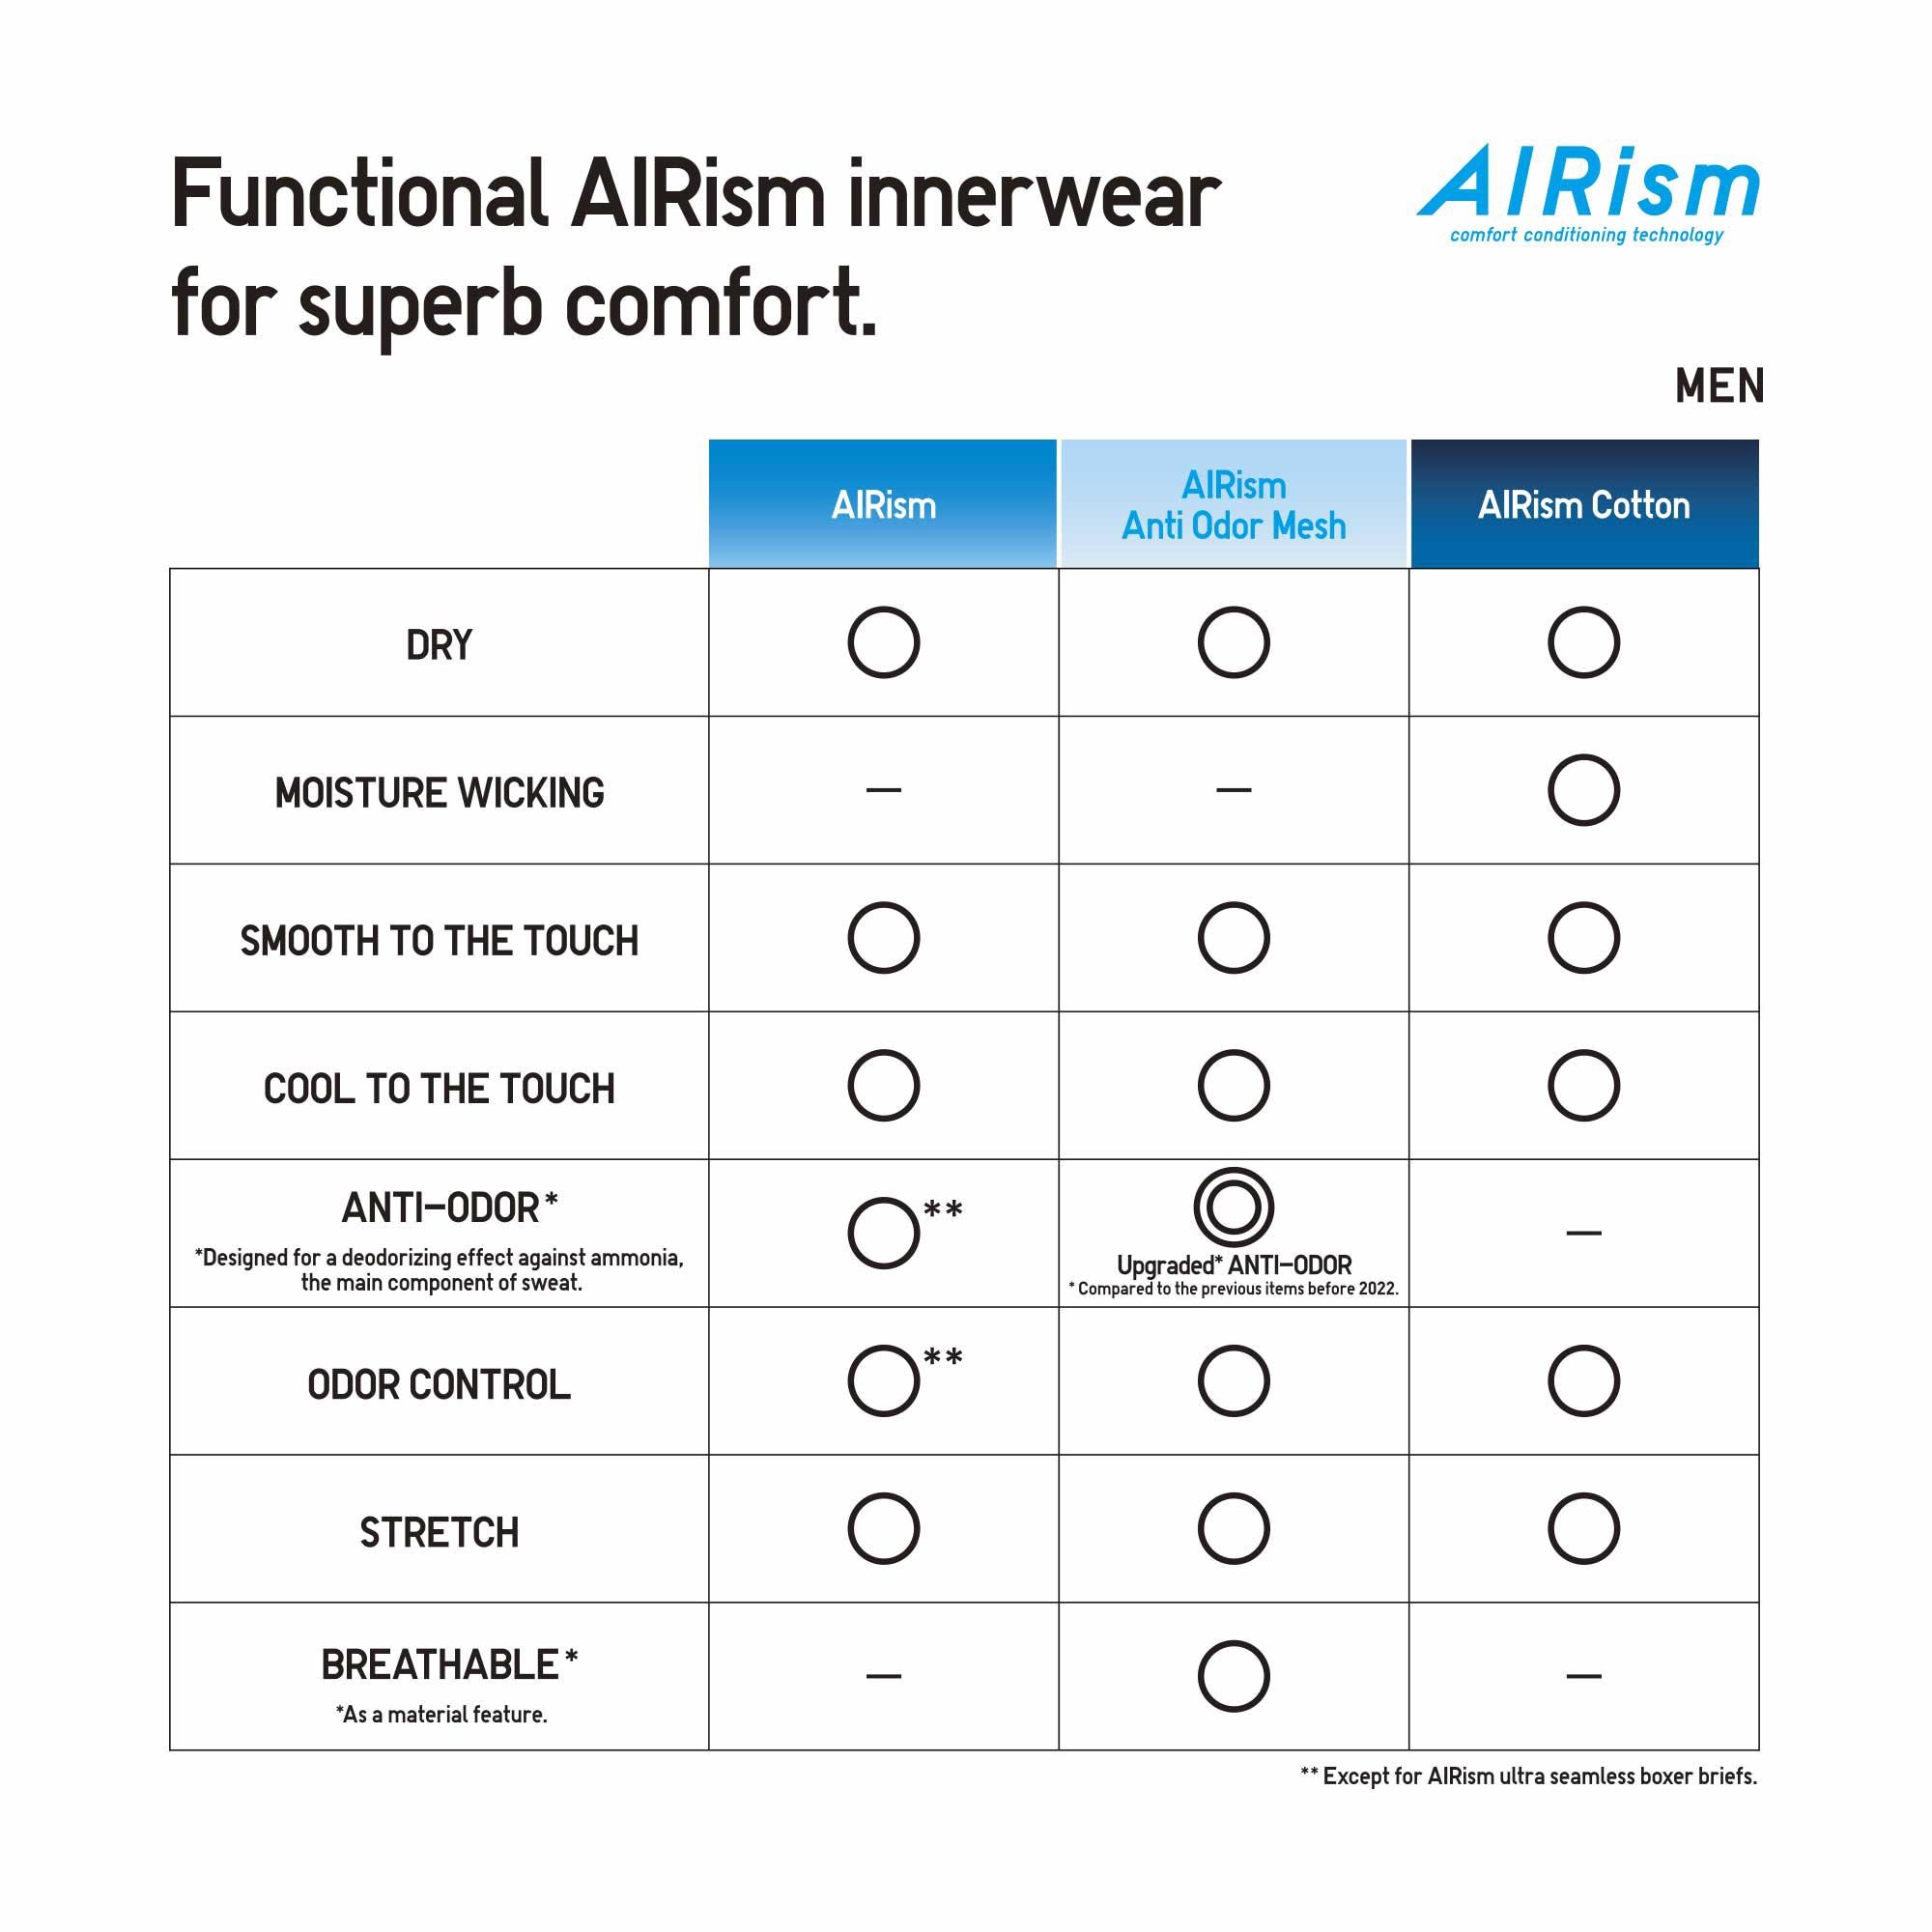 Functional AIRism innerwear
for superb comfort.
AIRism
comfort conditioning technology
MEN
AIRism
AIRism
Anti Odor Mesh
AIRism Cotton
DRY
MOISTURE WICKING
— —
SMOOTH TO THE TOUCH
COOL TO THE TOUCH
ANTI-ODOR*
*Designed for a deodorizing effect against ammonia,
the main component of sweat.
**
Upgraded* ANTI-ODOR
* Compared to the previous items before 2022.
—
ODOR CONTROL
**
STRETCH
BREATHABLE*
*As a material feature.
— —
** Except for AIRism ultra seamless boxer briefs.